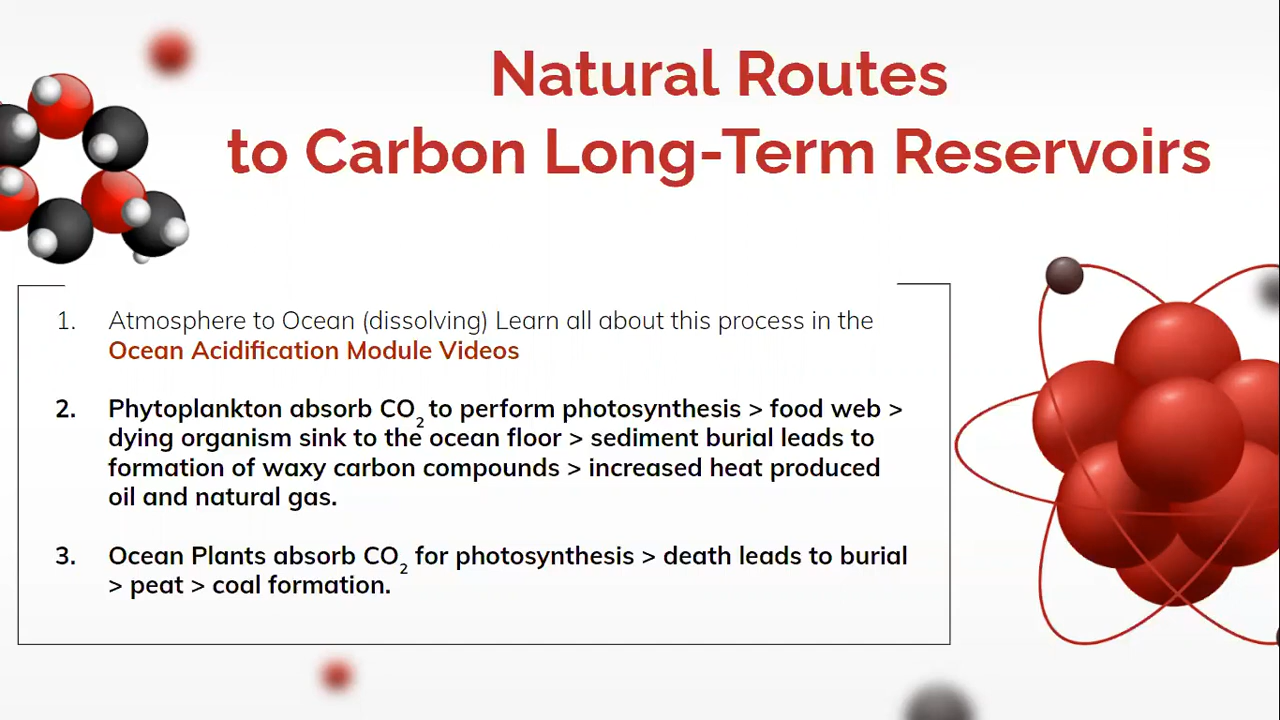 Natural Routes
to Carbon Long-Term Reservoirs
1. Atmosphere to Ocean (dissolving) Learn all about this process in the
Ocean Acidification Module Videos
2. Phytoplankton absorb CO₂ to perform photosynthesis > food web >
dying organism sink to the ocean floor > sediment burial leads to
formation of waxy carbon compounds > increased heat produced
oil and natural gas.
3. Ocean Plants absorb CO₂ for photosynthesis > death leads to burial
> peat > coal formation.